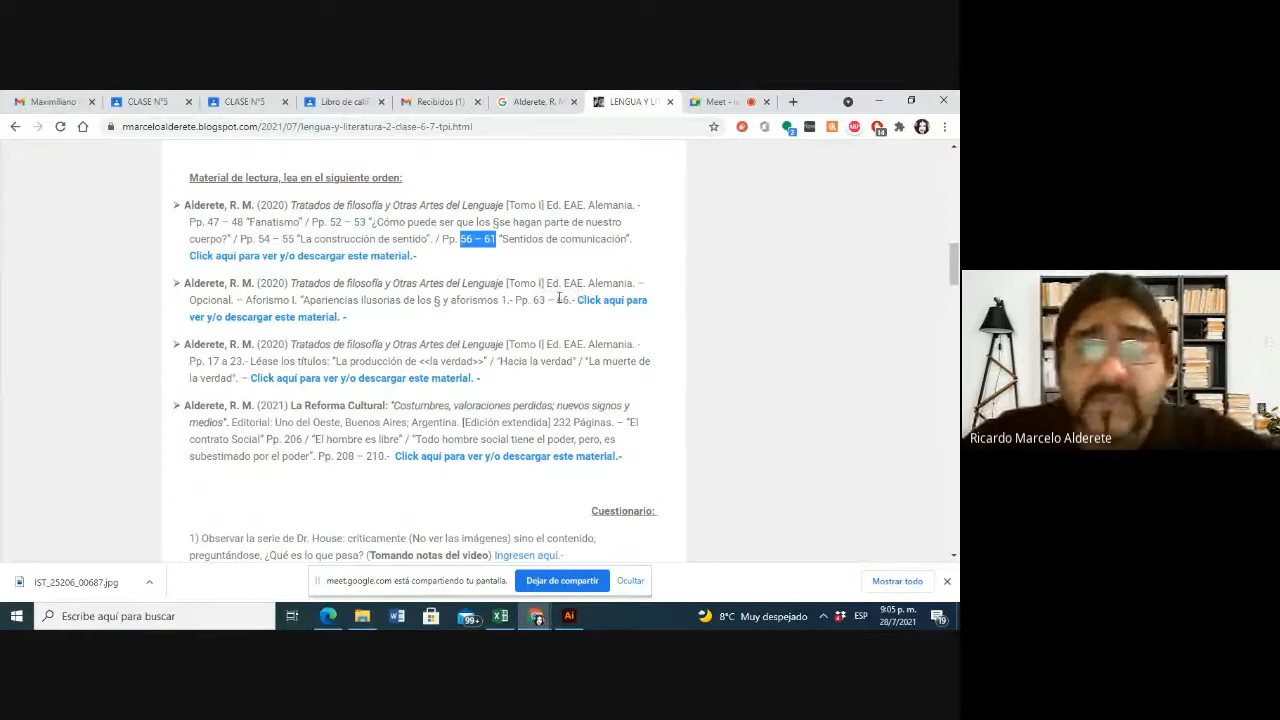 Maximiliano
CLASE N°5
CLASE N°5
Libro de calif
Recibidos (1)
Alderete, R. M
LENGUA Y LI
Meet -
marceloalderete.blogspot.com/2021/07/lengua-y-literatura-2-clase-6-7-tpi.html
2
ABP
14
Material de lectura, lea en el siguiente orden:
➤ Alderete, R. M. (2020) Tratados de filosofía y Otras Artes del Lenguaje [Tomo I] Ed. EAE. Alemania. -
Pp. 47 – 48 “Fanatismo” / Pp. 52 – 53 “¿Cómo puede ser que los §se hagan parte de nuestro
cuerpo?” / Pp. 54 – 55 “La construcción de sentido”. / Pp. 56 – 61 “Sentidos de comunicación”.
Click aquí para ver y/o descargar este material.-
➤ Alderete, R. M. (2020) Tratados de filosofía y Otras Artes del Lenguaje [Tomo I] Ed. EAE. Alemania. –
Opcional. – Aforismo I. “Apariencias ilusorias de los § y aforismos 1.- Pp. 63 – 66.- Click aquí para
ver y/o descargar este material. -
➤ Alderete, R. M. (2020) Tratados de filosofía y Otras Artes del Lenguaje [Tomo I] Ed. EAE. Alemania. -
Pp. 17 a 23.- Léase los títulos: “La producción de <<la verdad>>” / "Hacia la verdad" / "La muerte de
la verdad". – Click aquí para ver y/o descargar este material. -
➤ Alderete, R. M. (2021) La Reforma Cultural: “Costumbres, valoraciones perdidas; nuevos signos y
medios”. Editorial: Uno del Oeste, Buenos Aires; Argentina. [Edición extendida] 232 Páginas. – “El
contrato Social” Pp. 206 / “El hombre es libre” / “Todo hombre social tiene el poder, pero, es
subestimado por el poder”. Pp. 208 – 210.- Click aquí para ver y/o descargar este material.-
Cuestionario:
1) Observar la serie de Dr. House: críticamente (No ver las imágenes) sino el contenido,
preguntándose, ¿Qué es lo que pasa? (Tomando notas del video) Ingresen aquí.-
Ricardo Marcelo Alderete
IST_25206_00687.jpg
meet.google.com está compartiendo tu pantalla.
Dejar de compartir
Ocultar
Mostrar todo
Escribe aquí para buscar
99+
Ai
8°C Muy despejado
ESP
9:05 p. m.
28/7/2021
19